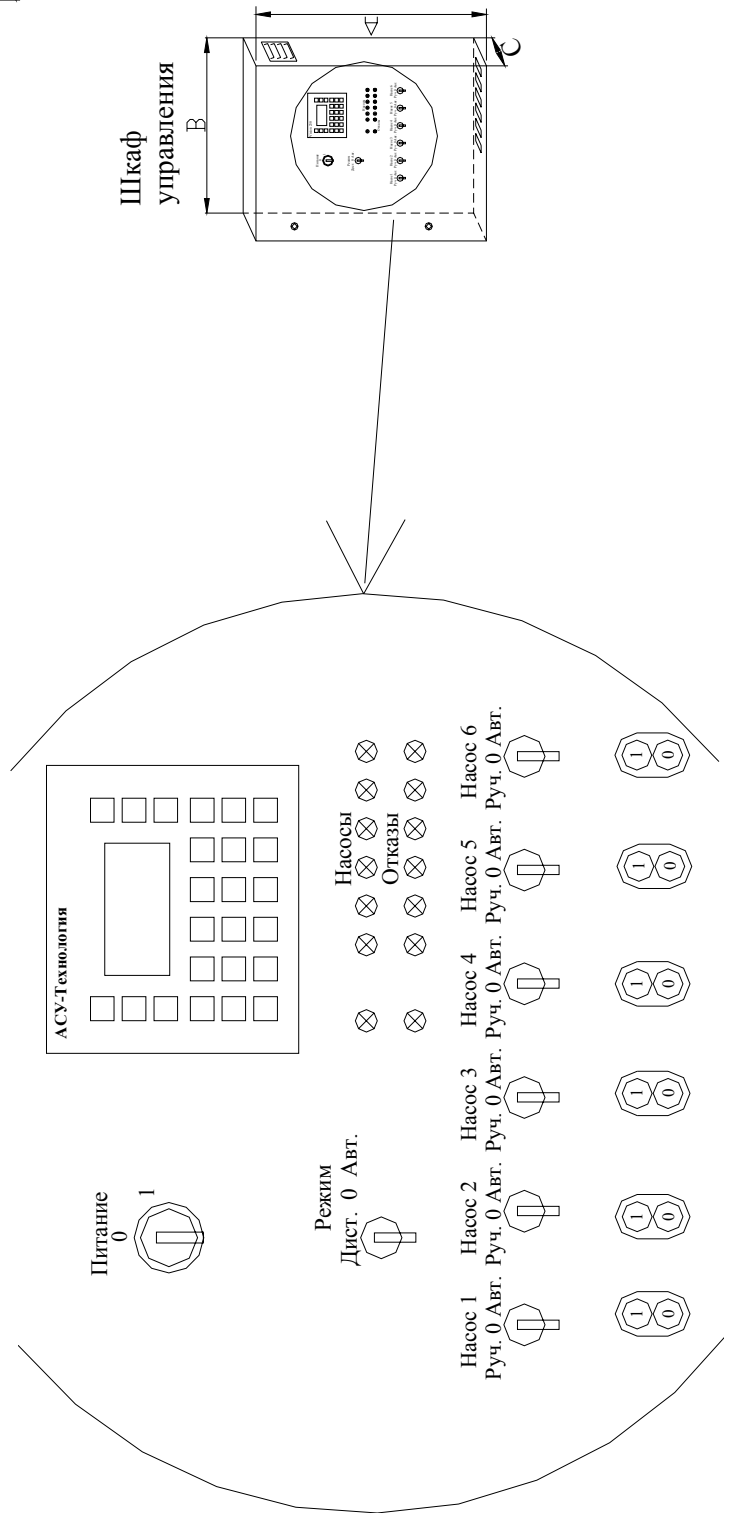 Шкаф
управления
B
A
C
АСУ-Технология
Питание
0
1
Насосы
Отказы
Режим
Дист. 0 Авт.
Насос 1
Руч. 0 Авт.
Насос 2
Руч. 0 Авт.
Насос 3
Руч. 0 Авт.
Насос 4
Руч. 0 Авт.
Насос 5
Руч. 0 Авт.
Насос 6
Руч. 0 Авт.
1 1 1 1 1 1
0 0 0 0 0 0